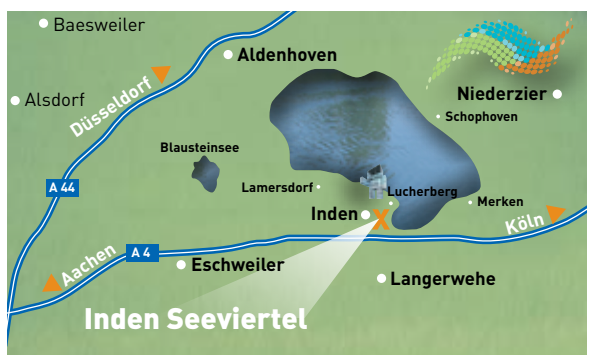 Baesweiler
Aldenhoven
Alsdorf
Düsseldorf
Niederzier
Schophoven
Blausteinsee
A 44
Lamersdorf
Lucherberg
Merken
Inden
Köln
Aachen
A 4
Eschweiler
Langerwehe
X
Inden Seeviertel